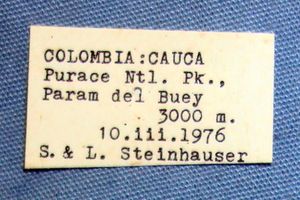 COLOMBIA:CAUCA
Purace Ntl. Pk.,
Param del Buey
3000 m.
10.iii.1976
S. & L. Steinhauser